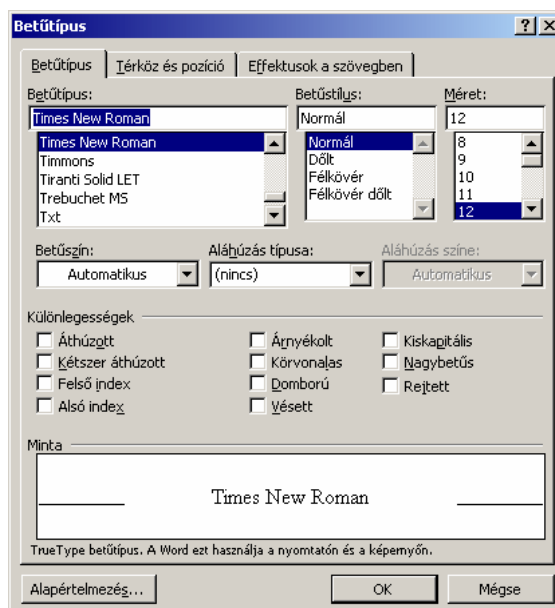 Betűtípus
Betűtípus Térköz és pozíció Effektusok a szövegben
Betűtípus: Betűstílus: Méret:
Times New Roman Normál 12
Times New Roman Normál 8
Timmons Dőlt 9
Tiranti Solid LET Félkövér 10
Trebuchet MS Félkövér dőlt 11
Txt 12
Betűszín: Aláhúzás típusa: Aláhúzás színe:
Automatikus (nincs) Automatikus
Különlegességek
Áthúzott Árnyékolt Kiskapitális
Kétszer áthúzott Körvonalas Nagybetűs
Felső index Domború Rejtett
Alsó index Vésett
Minta
Times New Roman
TrueType betűtípus. A Word ezt használja a nyomtatón és a képernyőn.
Alapértelmezés... OK Mégse